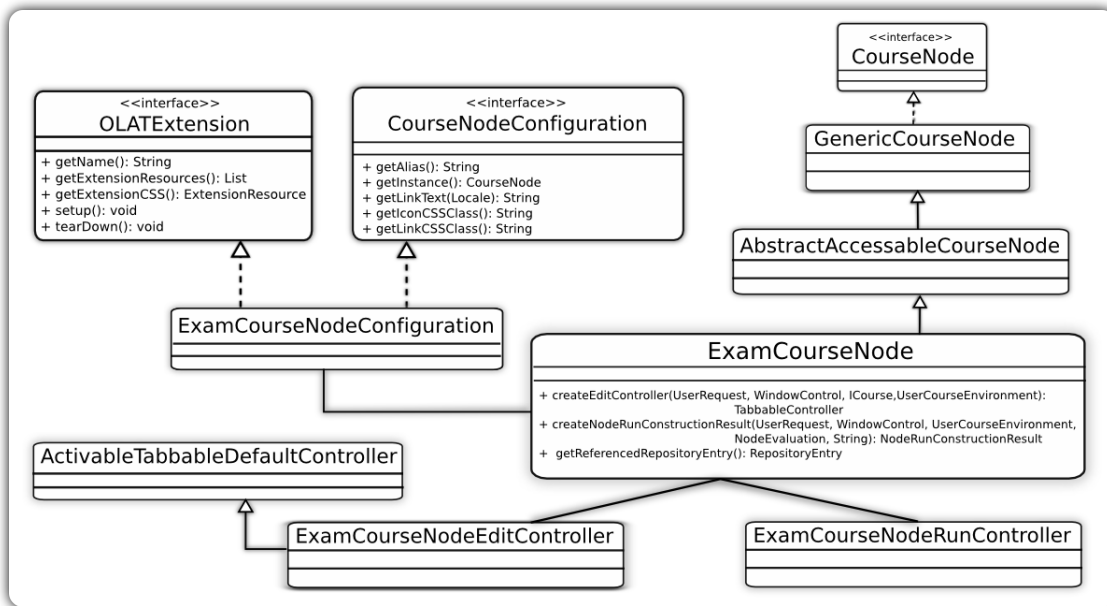 <<interface>>
CourseNode
<<interface>>
OLATExtension
+ getName(): String
+ getExtensionResources(): List
+ getExtensionCSS(): ExtensionResource
+ setup(): void
+ tearDown(): void
<<interface>>
CourseNodeConfiguration
+ getAlias(): String
+ getInstance(): CourseNode
+ getLinkText(Locale): String
+ getIconCSSClass(): String
+ getLinkCSSClass(): String
GenericCourseNode
AbstractAccessableCourseNode
ExamCourseNodeConfiguration
ExamCourseNode
+ createEditController(UserRequest, WindowControl, ICourse,UserCourseEnvironment):
TabbableController
+ createNodeRunConstructionResult(UserRequest, WindowControl, UserCourseEnvironment,
NodeEvaluation, String): NodeRunConstructionResult
+ getReferencedRepositoryEntry(): RepositoryEntry
ActivableTabbableDefaultController
ExamCourseNodeEditController
ExamCourseNodeRunController